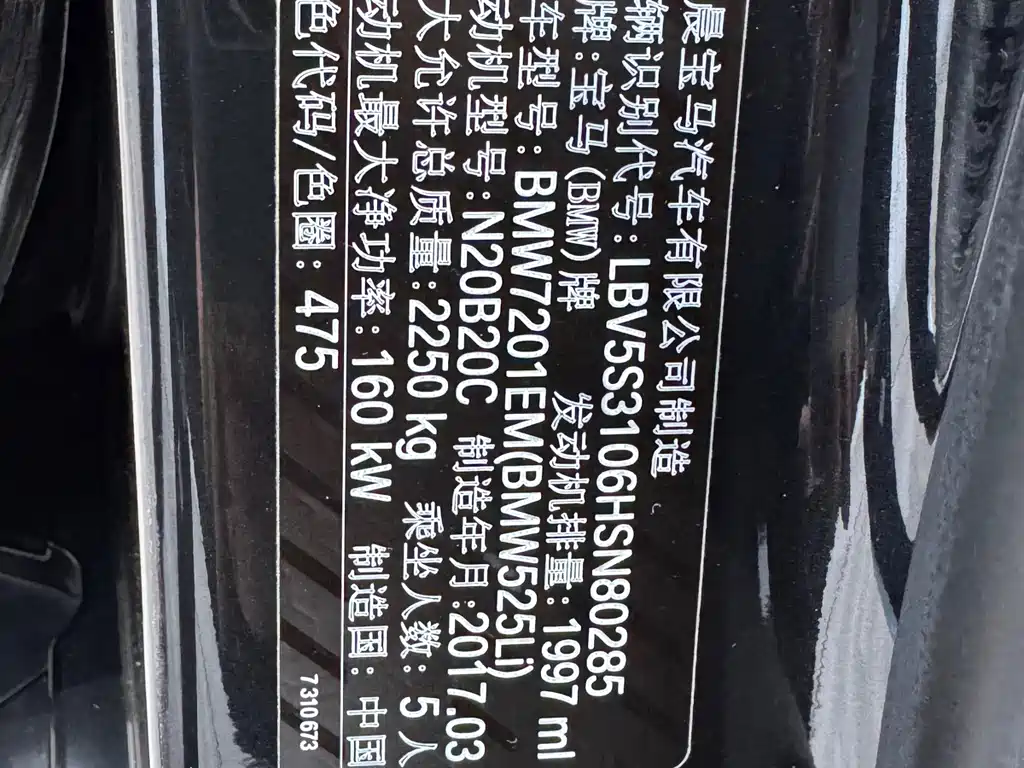 晨宝马汽车有限公司制造
车辆识别代号:LBV5S3106HSN80285
牌:宝马(BMW)牌 发动机排量:1997 ml
车型号:BMW7201EM(BMW525Li)
动机型号:N20B20C 制造年月:2017.03
大允许总质量:2250 kg 乘坐人数:5人
动机最大净功率:160 kW 制造国:中国
色代码/色圈:475
7310673